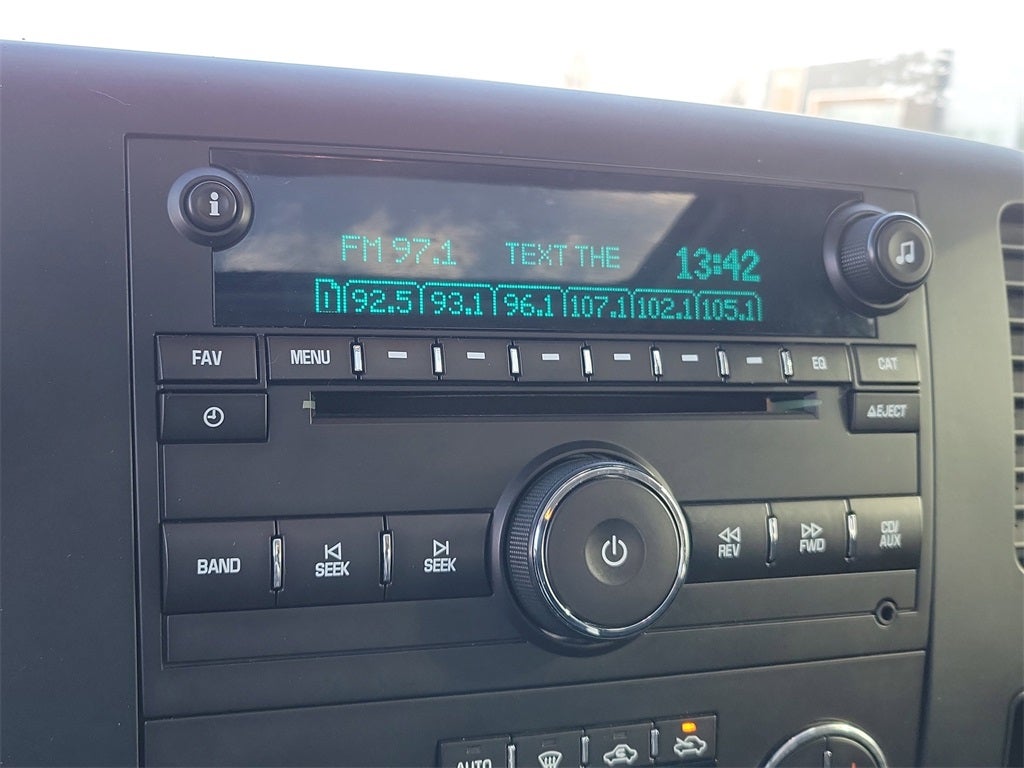 i
FM 97.1 TEXT THE 13:42
92.5 93.1 96.1 107.1 102.1 105.1
FAV MENU EQ CAT
EJECT
BAND SEEK SEEK REV FWD CD/AUX
AUTO